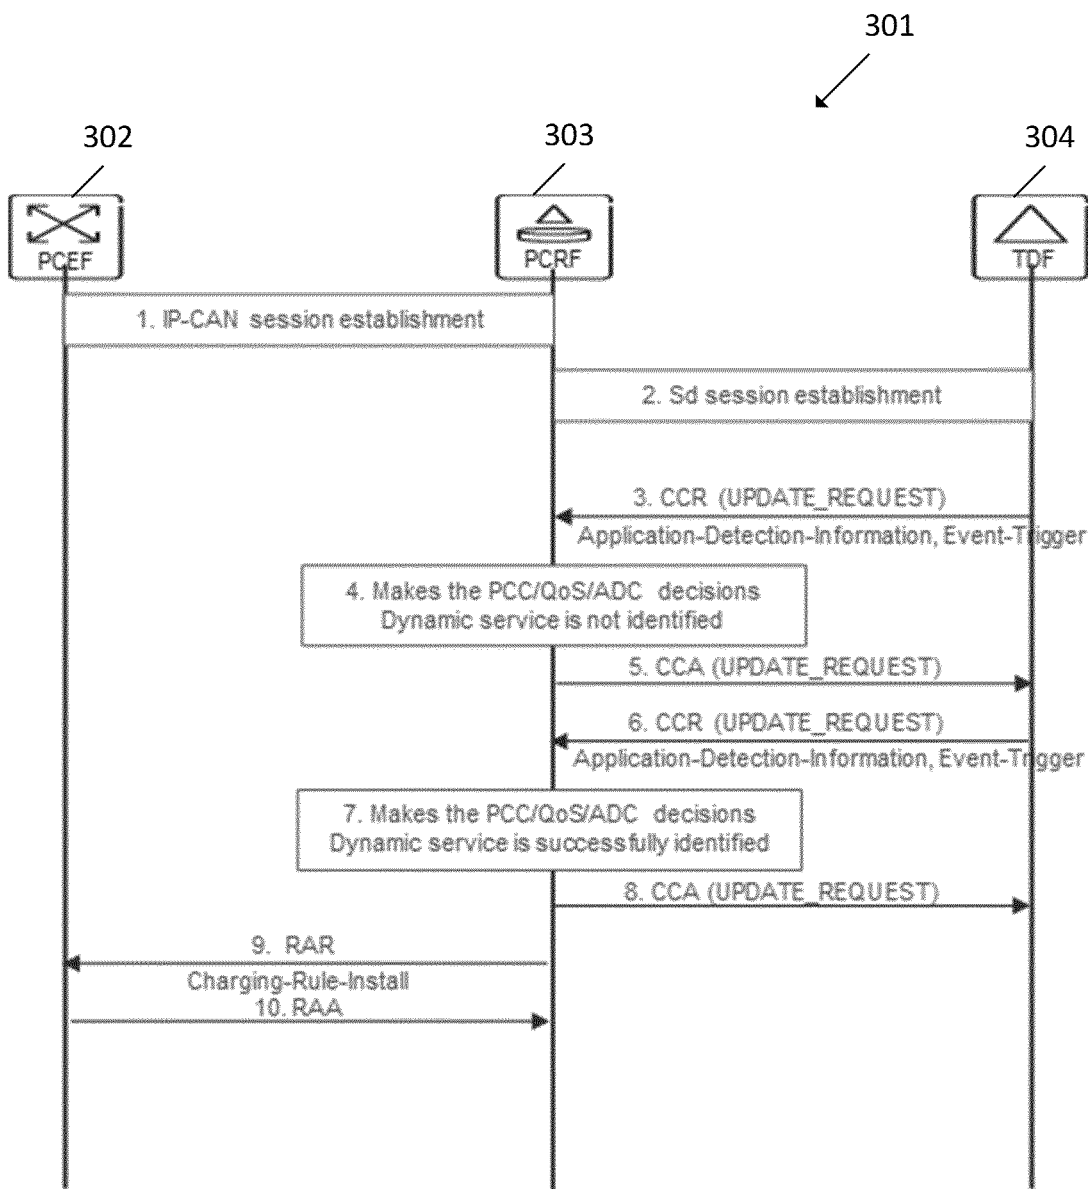 301
302
303
304
PCEF
PCRF
TDF
1. IP-CAN session establishment
2. Sd session establishment
3. CCR (UPDATE_REQUEST)
Application-Detection-Information, Event-Trigger
4. Makes the PCC/QoS/ADC decisions
Dynamic service is not identified
5. CCA (UPDATE_REQUEST)
6. CCR (UPDATE_REQUEST)
Application-Detection-Information, Event-Trigger
7. Makes the PCC/QoS/ADC decisions
Dynamic service is successfully identified
8. CCA (UPDATE_REQUEST)
9. RAR
Charging-Rule-Install
10. RAA